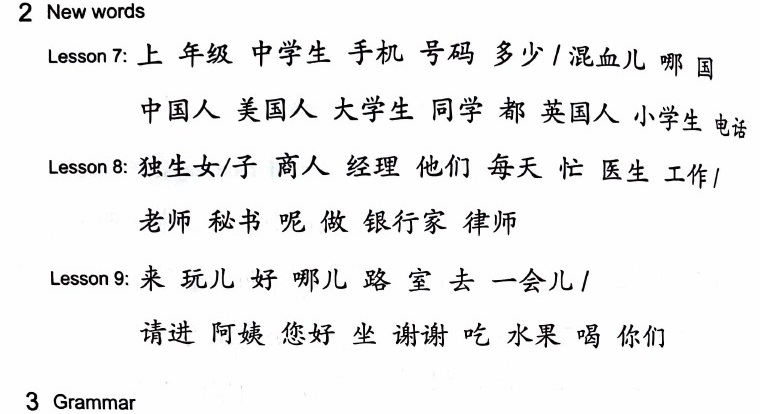 2 New words
Lesson 7: 上 年级 中学生 手机 号码 多少 / 混血儿 哪 国
中国人 美国人 大学生 同学 都 英国人 小学生 电话
Lesson 8: 独生女/子 商人 经理 他们 每天 忙 医生 工作 /
老师 秘书 呢 做 银行家 律师
Lesson 9: 来 玩儿 好 哪儿 路 室 去 一会儿 /
请进 阿姨 您好 坐 谢谢 吃 水果 喝 你们
3 Grammar